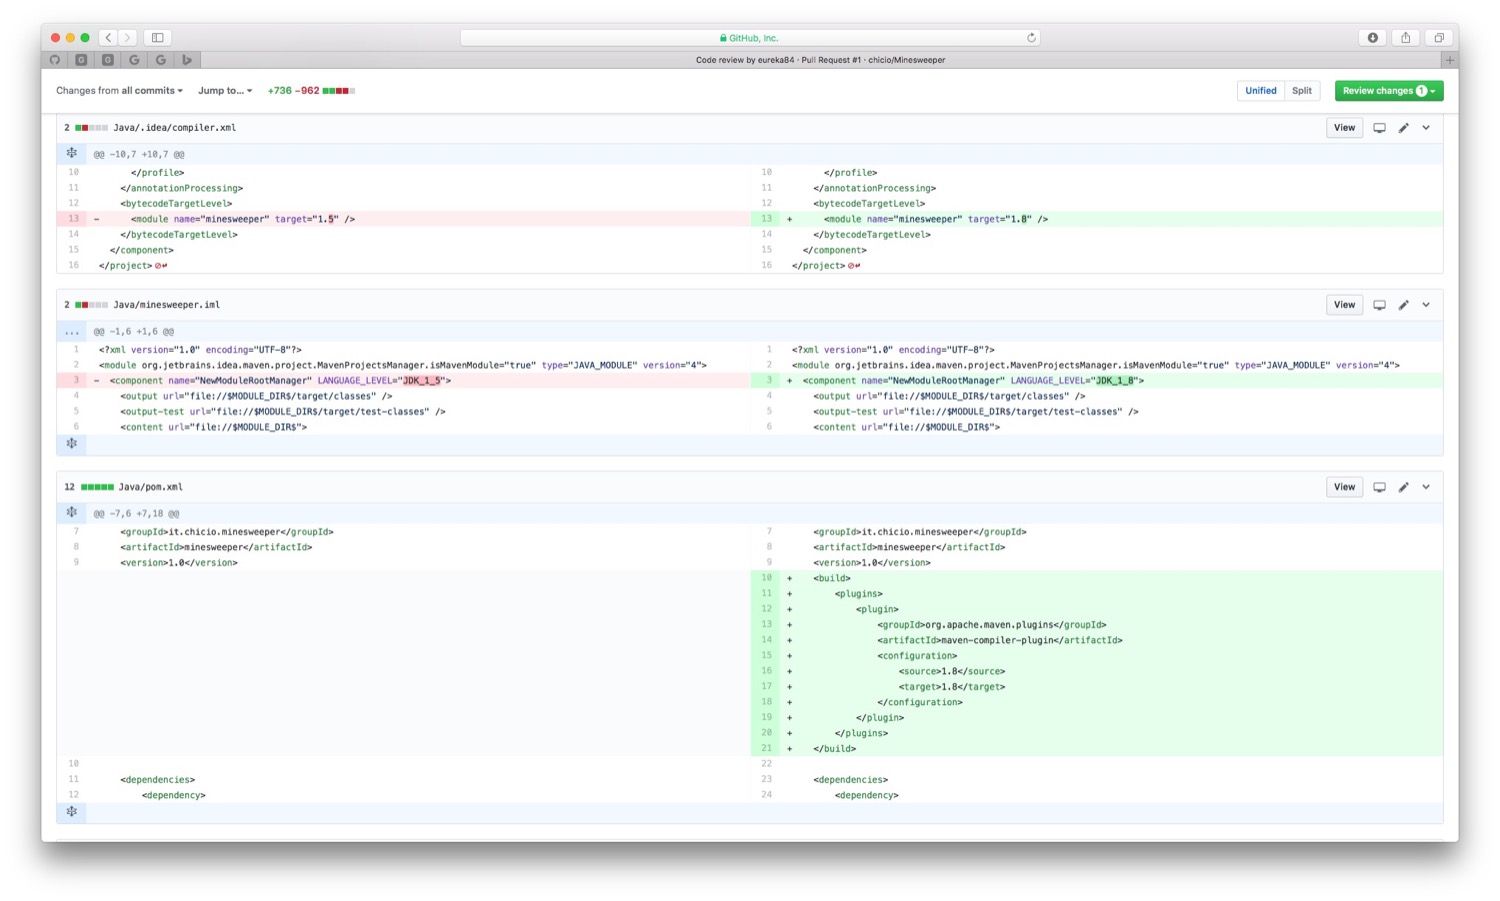 GitHub, Inc.
Code review by eureka84 · Pull Request #1 · chicio/Minesweeper
Changes from all commits Jump to... +736 −962 Unified Split Review changes 1
2 Java/.idea/compiler.xml View
@@ -10,7 +10,7 @@
10 </profile> 10 </profile>
11 </annotationProcessing> 11 </annotationProcessing>
12 <bytecodeTargetLevel> 12 <bytecodeTargetLevel>
13 - <module name="minesweeper" target="1.5" /> 13 + <module name="minesweeper" target="1.8" />
14 </bytecodeTargetLevel> 14 </bytecodeTargetLevel>
15 </component> 15 </component>
16 </project> 16 </project>
2 Java/minesweeper.iml View
... @@ -1,6 +1,6 @@
1 <?xml version="1.0" encoding="UTF-8"?> 1 <?xml version="1.0" encoding="UTF-8"?>
2 <module org.jetbrains.idea.maven.project.MavenProjectsManager.isMavenModule="true" type="JAVA_MODULE" version="4"> 2 <module org.jetbrains.idea.maven.project.MavenProjectsManager.isMavenModule="true" type="JAVA_MODULE" version="4">
3 - <component name="NewModuleRootManager" LANGUAGE_LEVEL="JDK_1_5"> 3 + <component name="NewModuleRootManager" LANGUAGE_LEVEL="JDK_1_8">
4 <output url="file://$MODULE_DIR$/target/classes" /> 4 <output url="file://$MODULE_DIR$/target/classes" />
5 <output-test url="file://$MODULE_DIR$/target/test-classes" /> 5 <output-test url="file://$MODULE_DIR$/target/test-classes" />
6 <content url="file://$MODULE_DIR$"> 6 <content url="file://$MODULE_DIR$">
12 Java/pom.xml View
@@ -7,6 +7,18 @@
7 <groupId>it.chicio.minesweeper</groupId> 7 <groupId>it.chicio.minesweeper</groupId>
8 <artifactId>minesweeper</artifactId> 8 <artifactId>minesweeper</artifactId>
9 <version>1.0</version> 9 <version>1.0</version>
10 + <build>
11 + <plugins>
12 + <plugin>
13 + <groupId>org.apache.maven.plugins</groupId>
14 + <artifactId>maven-compiler-plugin</artifactId>
15 + <configuration>
16 + <source>1.8</source>
17 + <target>1.8</target>
18 + </configuration>
19 + </plugin>
20 + </plugins>
21 + </build>
10 22
11 <dependencies> 23 <dependencies>
12 <dependency> 24 <dependency>